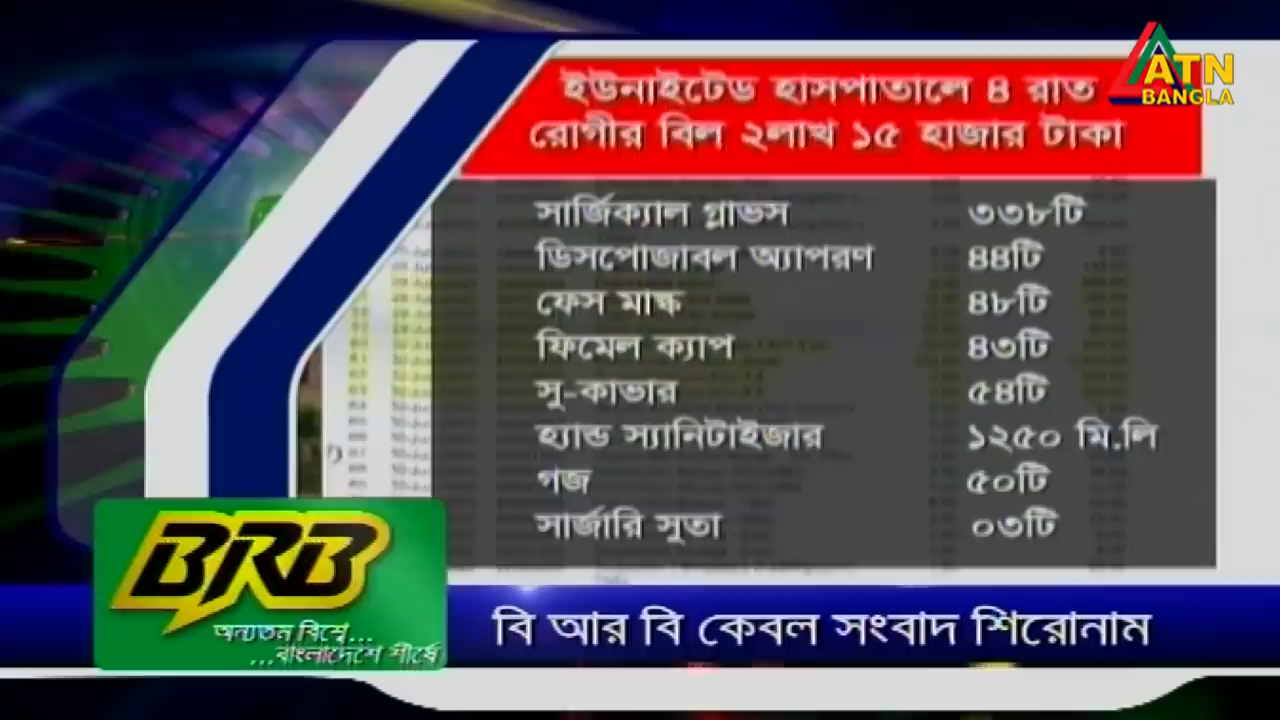 ATN
BANGLA
ইউনাইটেড হাসপাতালে ৪ রাত
রোগীর বিল ২লাখ ১৫ হাজার টাকা
সার্জিক্যাল গ্লাভস ৩৩৮টি
ডিসপোজাবল অ্যাপরণ ৪৪টি
ফেস মাস্ক ৪৮টি
ফিমেল ক্যাপ ৪৩টি
সু-কাভার ৫৪টি
হ্যান্ড স্যানিটাইজার ১২৫০ মি.লি
গজ ৫০টি
সার্জারি সুতা ০৩টি
BRB
অন্যতম বিশ্বে...
...বাংলাদেশে শীর্ষে
বি আর বি কেবল সংবাদ শিরোনাম